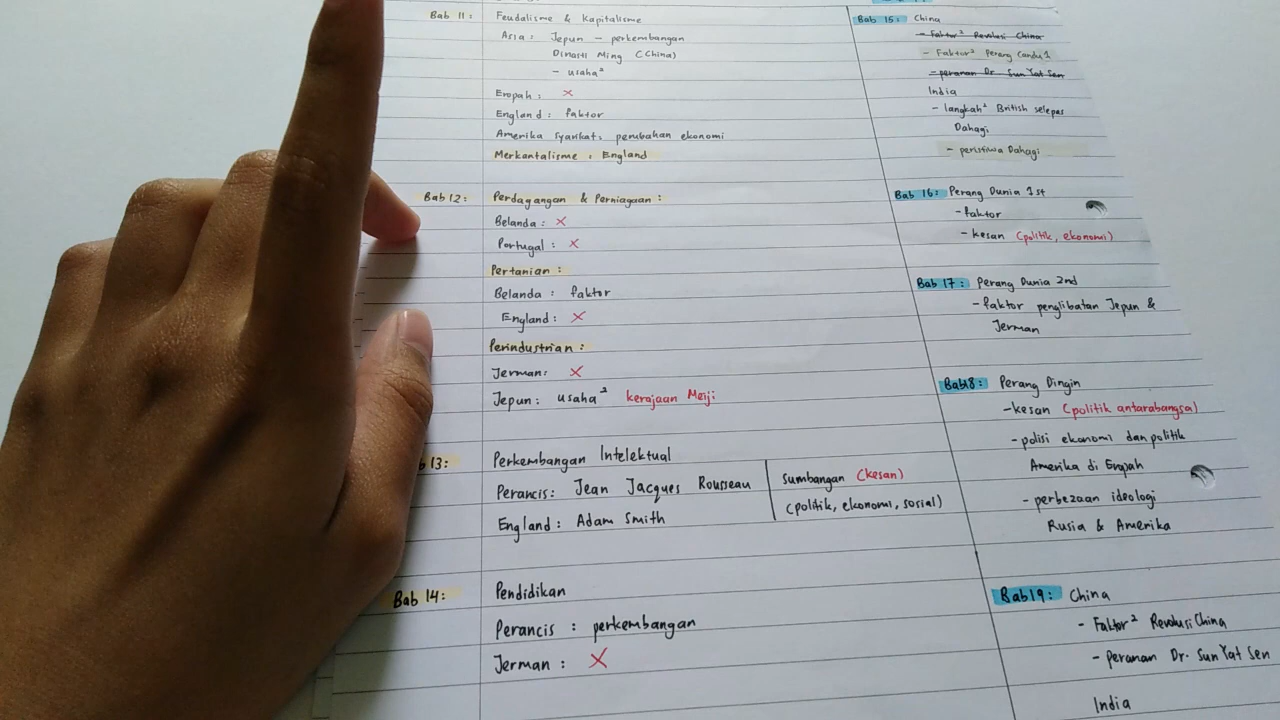 Bab 11: Feudalisme & Kapitalisme
Asia: Jepun - perkembangan
Dinasti Ming (China)
- usaha²
Eropah: X
England: faktor
Amerika Syarikat: perubahan ekonomi
Merkantalisme: England
Bab 12: Perdagangan & Perniagaan:
Belanda: X
Portugal: X
Pertanian:
Belanda: faktor
England: X
Perindustrian:
Jerman: X
Jepun: usaha² kerajaan Meiji
13: Perkembangan Intelektual
Perancis: Jean Jacques Rousseau
England: Adam Smith
Sumbangan (kesan)
(politik, ekonomi, sosial)
Bab 14: Pendidikan
Perancis: perkembangan
Jerman: X
Bab 15: China
- Faktor² Revolusi China
- Faktor² Perang Candu 1
- peranan Dr. Sun Yat Sen
India
- langkah² British selepas
Dahagi
- peristiwa Dahagi
Bab 16: Perang Dunia 1st
- faktor
- kesan (politik, ekonomi)
Bab 17: Perang Dunia 2nd
- faktor penglibatan Jepun &
Jerman
Bab 18: Perang Dingin
- kesan (politik antarabangsa)
- polisi ekonomi dan politik
Amerika di Eropah
- perbezaan ideologi
Rusia & Amerika
Bab 19: China
- Faktor² Revolusi China
- peranan Dr. Sun Yat Sen
India